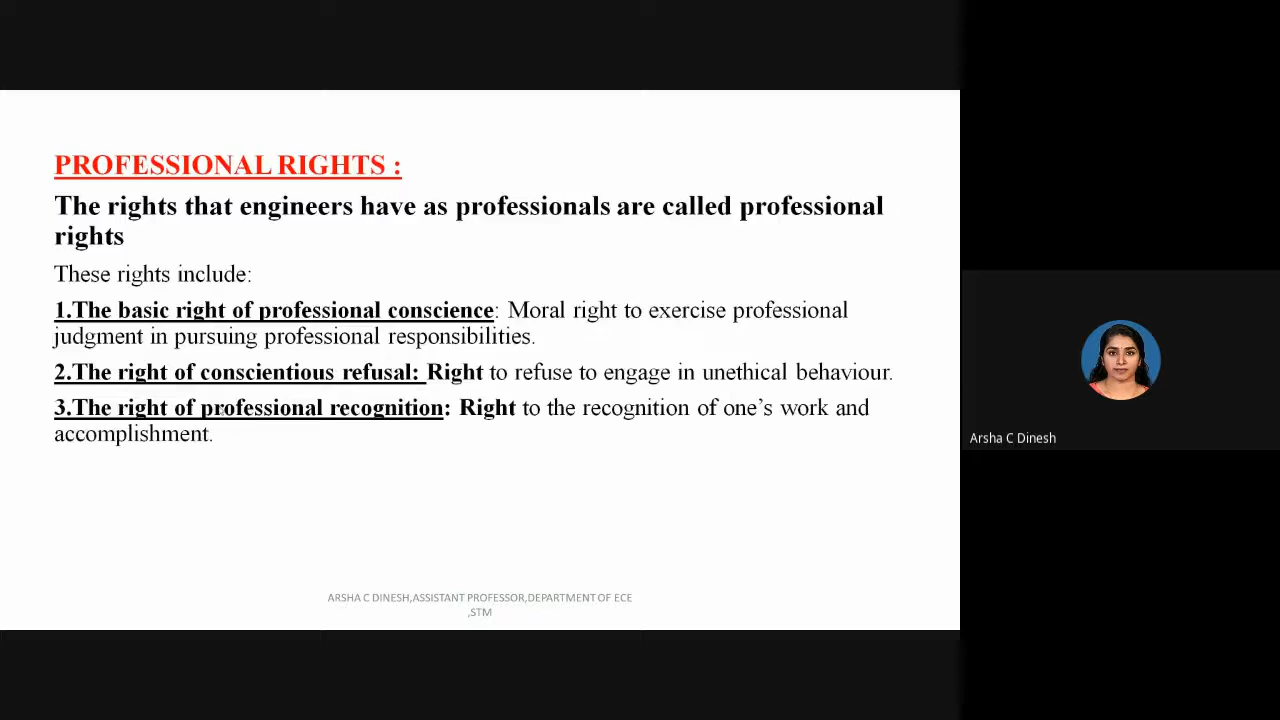 PROFESSIONAL RIGHTS :
The rights that engineers have as professionals are called professional
rights
These rights include:
1.The basic right of professional conscience: Moral right to exercise professional
judgment in pursuing professional responsibilities.
2.The right of conscientious refusal: Right to refuse to engage in unethical behaviour.
3.The right of professional recognition: Right to the recognition of one’s work and
accomplishment.
ARSHA C DINESH,ASSISTANT PROFESSOR,DEPARTMENT OF ECE
,STM
Arsha C Dinesh